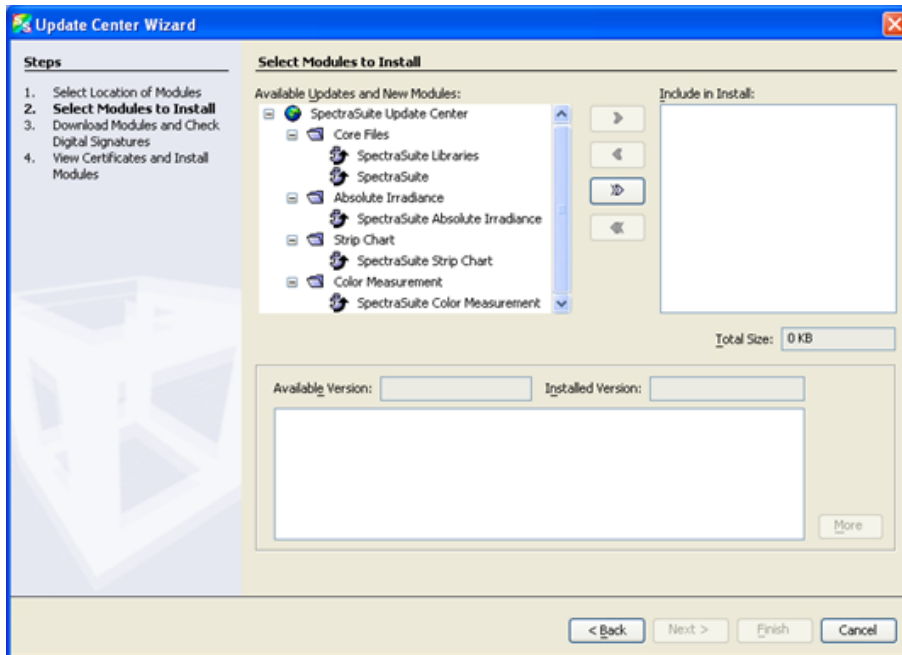 Update Center Wizard
Steps
1. Select Location of Modules
2. Select Modules to Install
3. Download Modules and Check
Digital Signatures
4. View Certificates and Install
Modules
Select Modules to Install
Available Updates and New Modules:
SpectraSuite Update Center
Core Files
SpectraSuite Libraries
SpectraSuite
Absolute Irradiance
SpectraSuite Absolute Irradiance
Strip Chart
SpectraSuite Strip Chart
Color Measurement
SpectraSuite Color Measurement
Include in Install:
Total Size: 0 KB
Available Version:
Installed Version:
More
< Back
Next >
Finish
Cancel